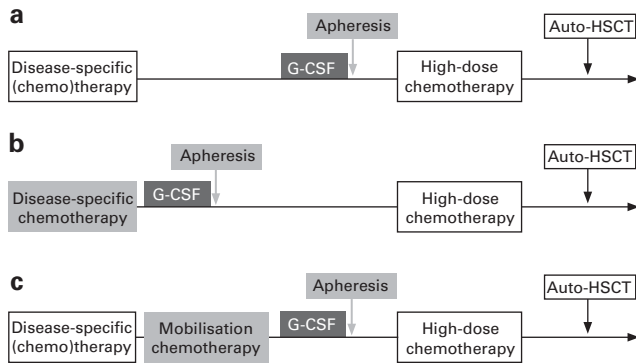 a
Apheresis
Auto-HSCT
Disease-specific
(chemo)therapy
G-CSF
High-dose
chemotherapy
b
Apheresis
Auto-HSCT
Disease-specific
chemotherapy
G-CSF
High-dose
chemotherapy
c
Apheresis
Auto-HSCT
Disease-specific
(chemo)therapy
Mobilisation
chemotherapy
G-CSF
High-dose
chemotherapy